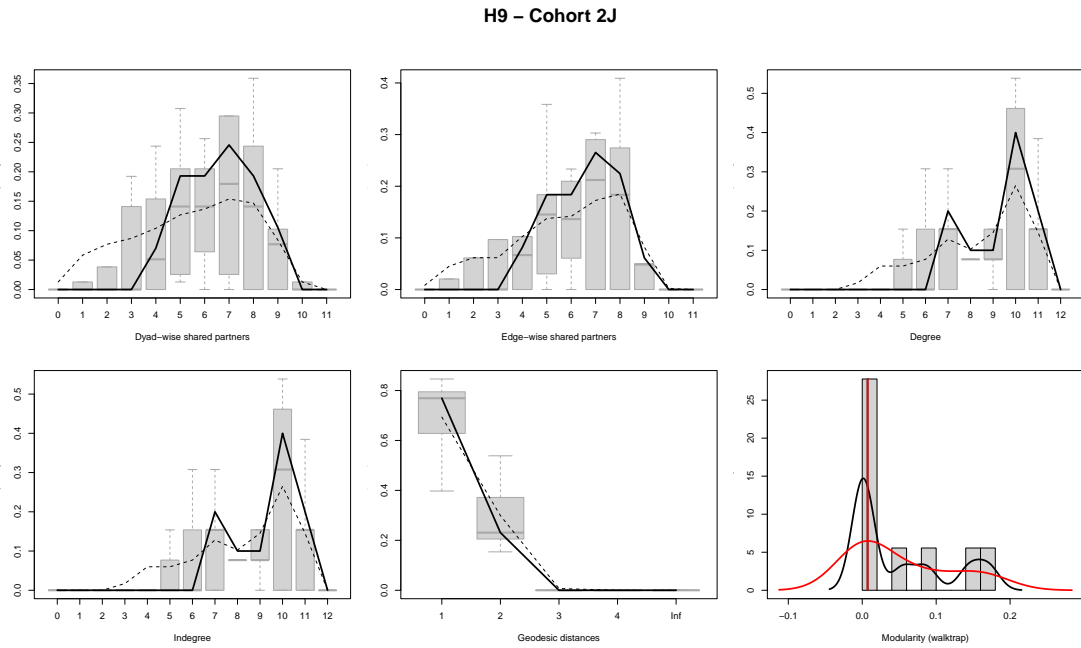 H9 – Cohort 2J
0.00 0.05 0.10 0.15 0.20 0.25 0.30 0.35
0 1 2 3 4 5 6 7 8 9 10 11
Dyad−wise shared partners
0.0 0.1 0.2 0.3 0.4
0 1 2 3 4 5 6 7 8 9 10 11
Edge−wise shared partners
0.0 0.1 0.2 0.3 0.4 0.5
0 1 2 3 4 5 6 7 8 9 10 11 12
Degree
0.0 0.1 0.2 0.3 0.4 0.5
0 1 2 3 4 5 6 7 8 9 10 11 12
Indegree
0.0 0.2 0.4 0.6 0.8
1 2 3 4 Inf
Geodesic distances
0 5 10 15 20 25
−0.1 0.0 0.1 0.2
Modularity (walktrap)